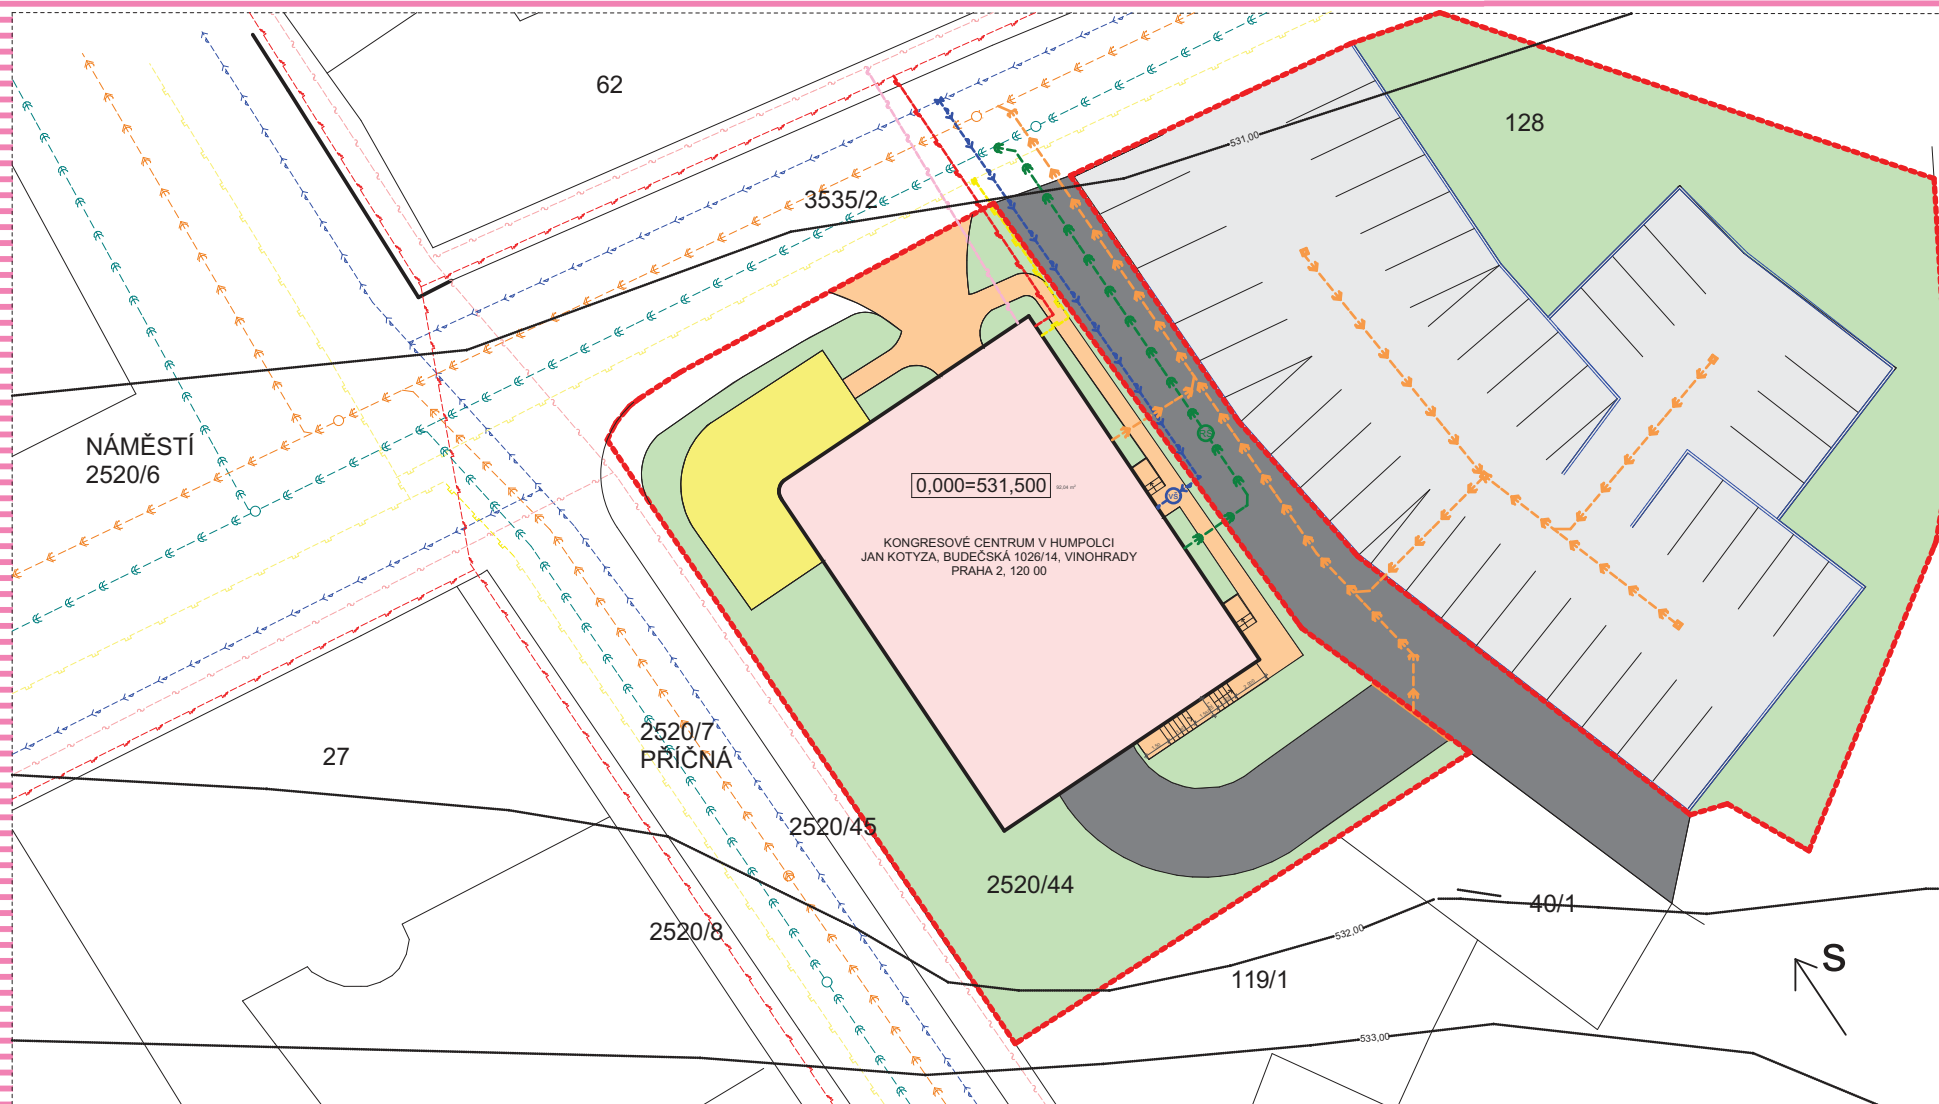 62
128
531,00
3535/2
NÁMĚSTÍ
2520/6
0,000=531,500
KONGRESOVÉ CENTRUM V HUMPOLCI
JAN KOTYZA, BUDEČSKÁ 1026/14, VINOHRADY
PRAHA 2, 120 00
VŠ
27
2520/7
PŘÍČNÁ
2520/45
2520/44
2520/8
40/1
532,00
119/1
S
533,00